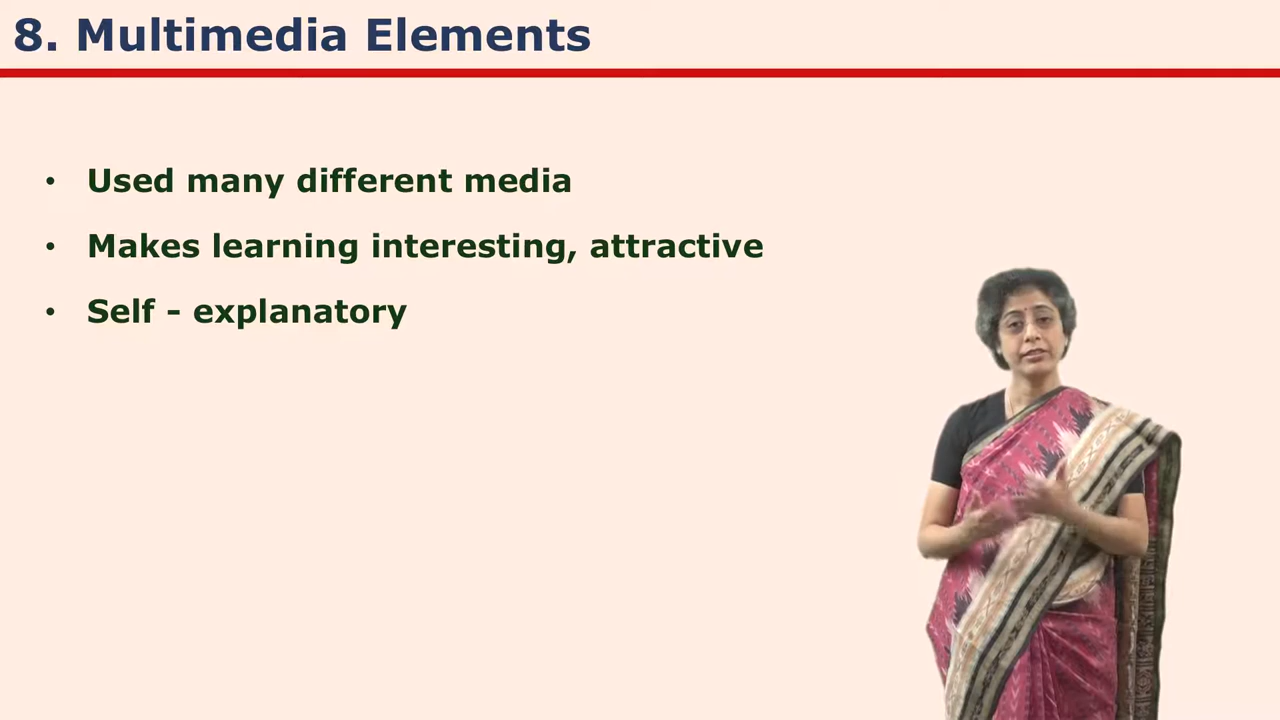 8. Multimedia Elements
• Used many different media
• Makes learning interesting, attractive
• Self - explanatory